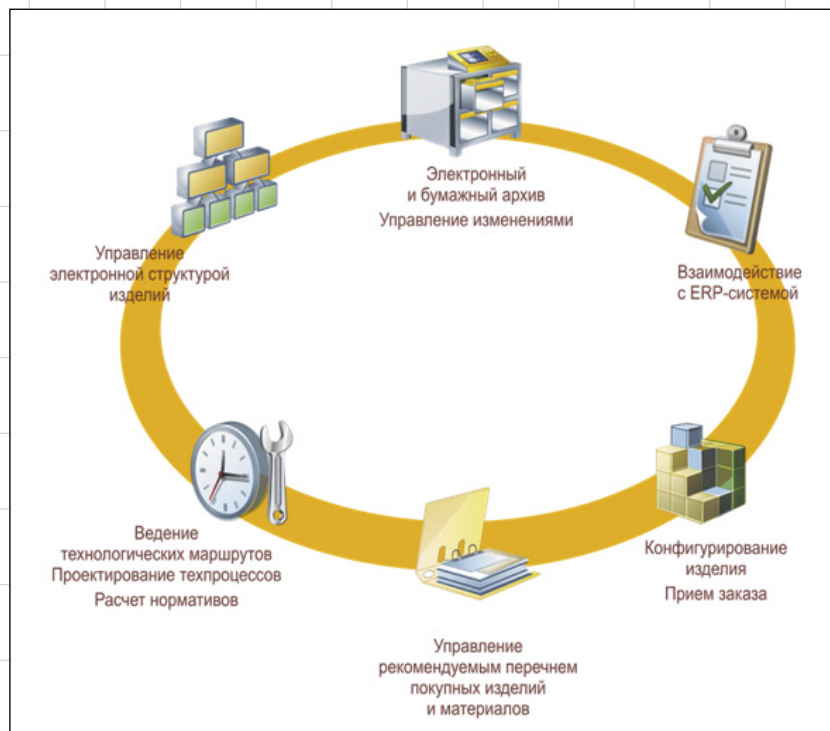 Электронный
и бумажный архив
Управление изменениями
Взаимодействие
с ERP-системой
Конфигурирование
изделия
Прием заказа
Управление
рекомендуемым перечнем
покупных изделий
и материалов
Ведение
технологических маршрутов
Проектирование техпроцессов
Расчет нормативов
Управление
электронной структурой
изделий